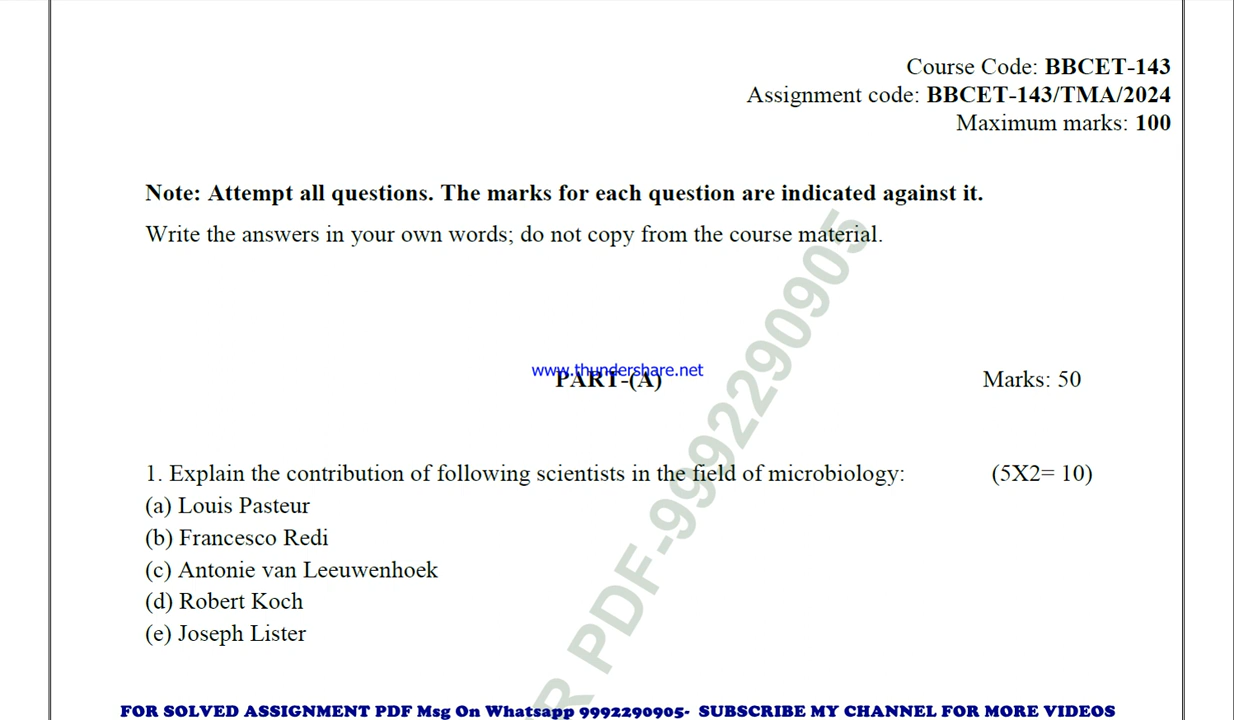 Course Code: BBCET-143
Assignment code: BBCET-143/TMA/2024
Maximum marks: 100
Note: Attempt all questions. The marks for each question are indicated against it.
Write the answers in your own words; do not copy from the course material.
www.thundershare.net
PART-(A) Marks: 50
1. Explain the contribution of following scientists in the field of microbiology: (5X2= 10)
(a) Louis Pasteur
(b) Francesco Redi
(c) Antonie van Leeuwenhoek
(d) Robert Koch
(e) Joseph Lister
R PDF-9992290905
FOR SOLVED ASSIGNMENT PDF Msg On Whatsapp 9992290905- SUBSCRIBE MY CHANNEL FOR MORE VIDEOS